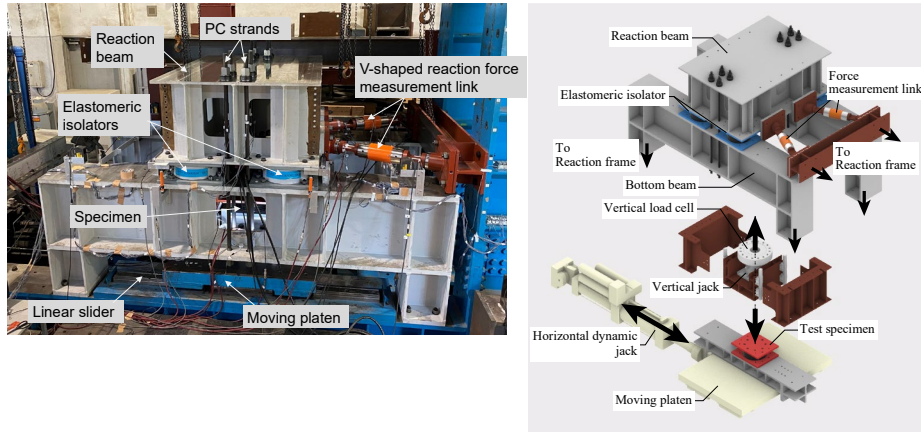 Reaction
beam
PC strands
V-shaped reaction force
measurement link
Elastomeric
isolators
Specimen
Linear slider
Moving platen
Reaction beam
Elastomeric isolator
Force
measurement link
To
Reaction frame
To
Reaction frame
Bottom beam
Vertical load cell
Vertical jack
Test specimen
Horizontal dynamic
jack
Moving platen